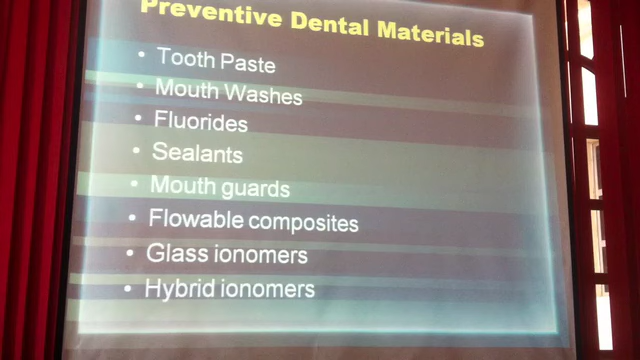 Preventive Dental Materials
• Tooth Paste
• Mouth Washes
• Fluorides
• Sealants
• Mouth guards
• Flowable composites
• Glass ionomers
• Hybrid ionomers